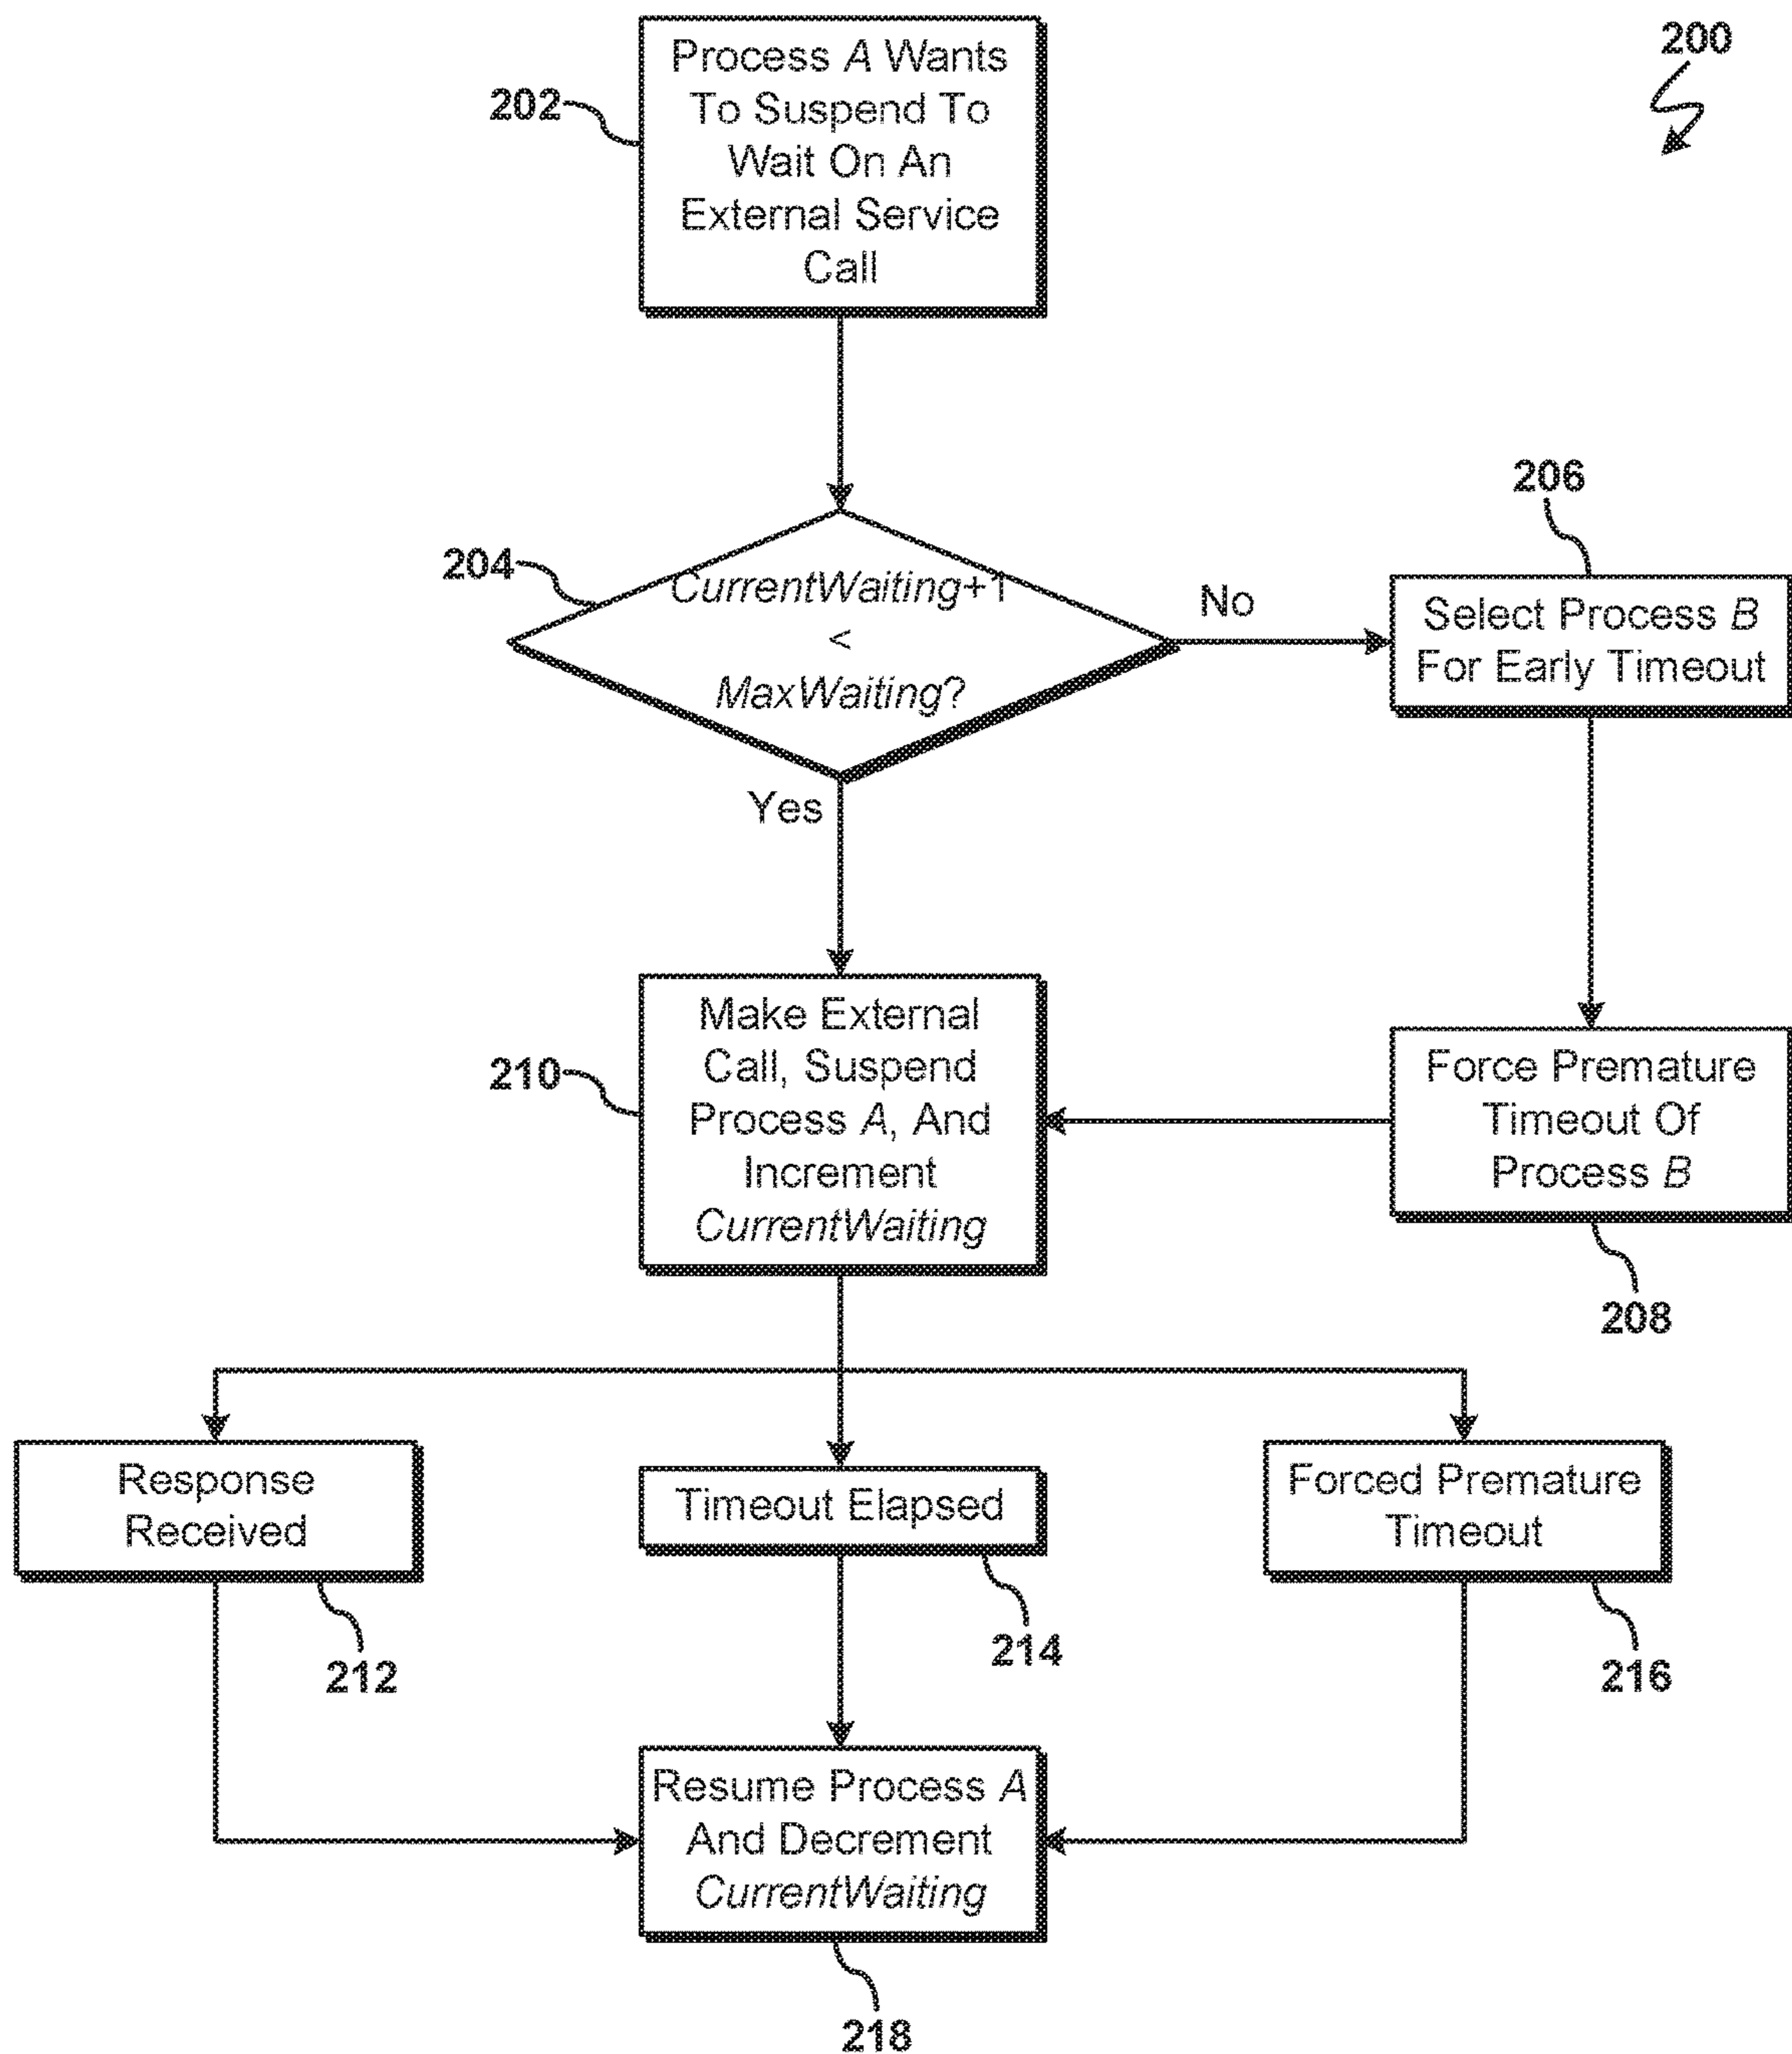 200
202
Process A Wants
To Suspend To
Wait On An
External Service
Call
204
CurrentWaiting+1
<
MaxWaiting?
No
Yes
206
Select Process B
For Early Timeout
210
Make External
Call, Suspend
Process A, And
Increment
CurrentWaiting
Force Premature
Timeout Of
Process B
208
Response
Received
212
Timeout Elapsed
214
Forced Premature
Timeout
216
Resume Process A
And Decrement
CurrentWaiting
218